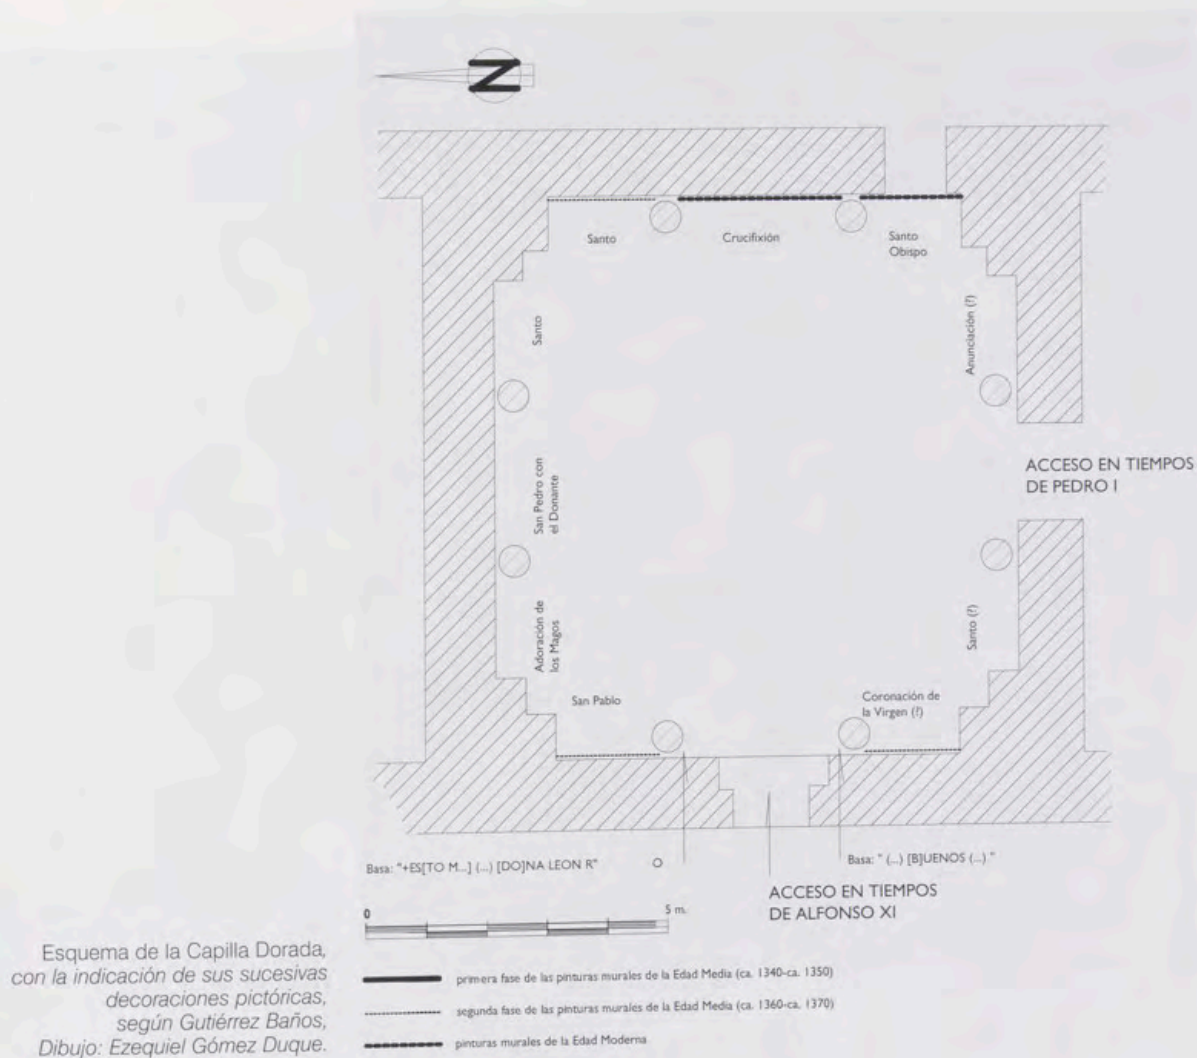 N
Santo
Crucifixión
Santo
Obispo
Santo
Anunciación (?)
San Pedro con
el Donante
ACCESO EN TIEMPOS
DE PEDRO I
Adoración de
los Magos
Santo (?)
San Pablo
Coronación de
la Virgen (?)
Basa: "+ES[TO M...] (...) [DO]NA LEON R"
Basa: " (...) [B]UENOS (...) "
ACCESO EN TIEMPOS
DE ALFONSO XI
0
5 m.
Esquema de la Capilla Dorada,
con la indicación de sus sucesivas
decoraciones pictóricas,
según Gutiérrez Baños,
Dibujo: Ezequiel Gómez Duque.
primera fase de las pinturas murales de la Edad Media (ca. 1340-ca. 1350)
segunda fase de las pinturas murales de la Edad Media (ca. 1360-ca. 1370)
pinturas murales de la Edad Moderna